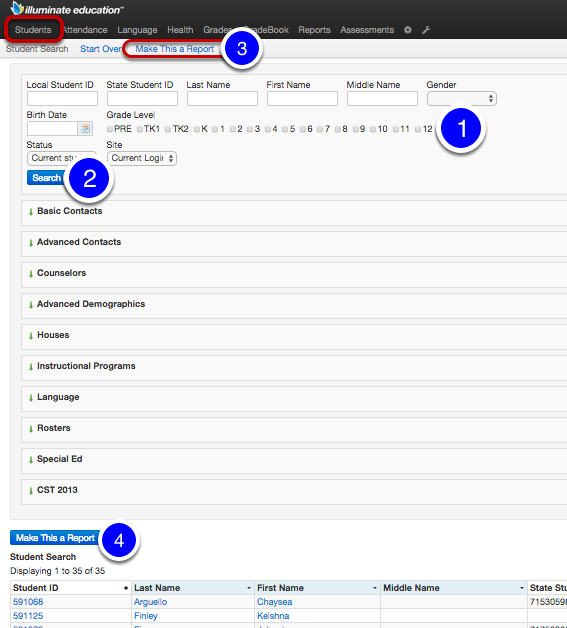 illuminate education™
Students Attendance Language Health Grades GradeBook Reports Assessments
Student Search Start Over Make This a Report 3
Local Student ID State Student ID Last Name First Name Middle Name Gender
Birth Date Grade Level
PRE TK1 TK2 K 1 2 3 4 5 6 7 8 9 10 11 12 1
Status Site
Current Current Logi
Search 2
Basic Contacts
Advanced Contacts
Counselors
Advanced Demographics
Houses
Instructional Programs
Language
Rosters
Special Ed
CST 2013
Make This a Report 4
Student Search
Displaying 1 to 35 of 35
Student ID Last Name First Name Middle Name State Stu
591068 Arguello Chaysea 71530598
591125 Finley Keishna